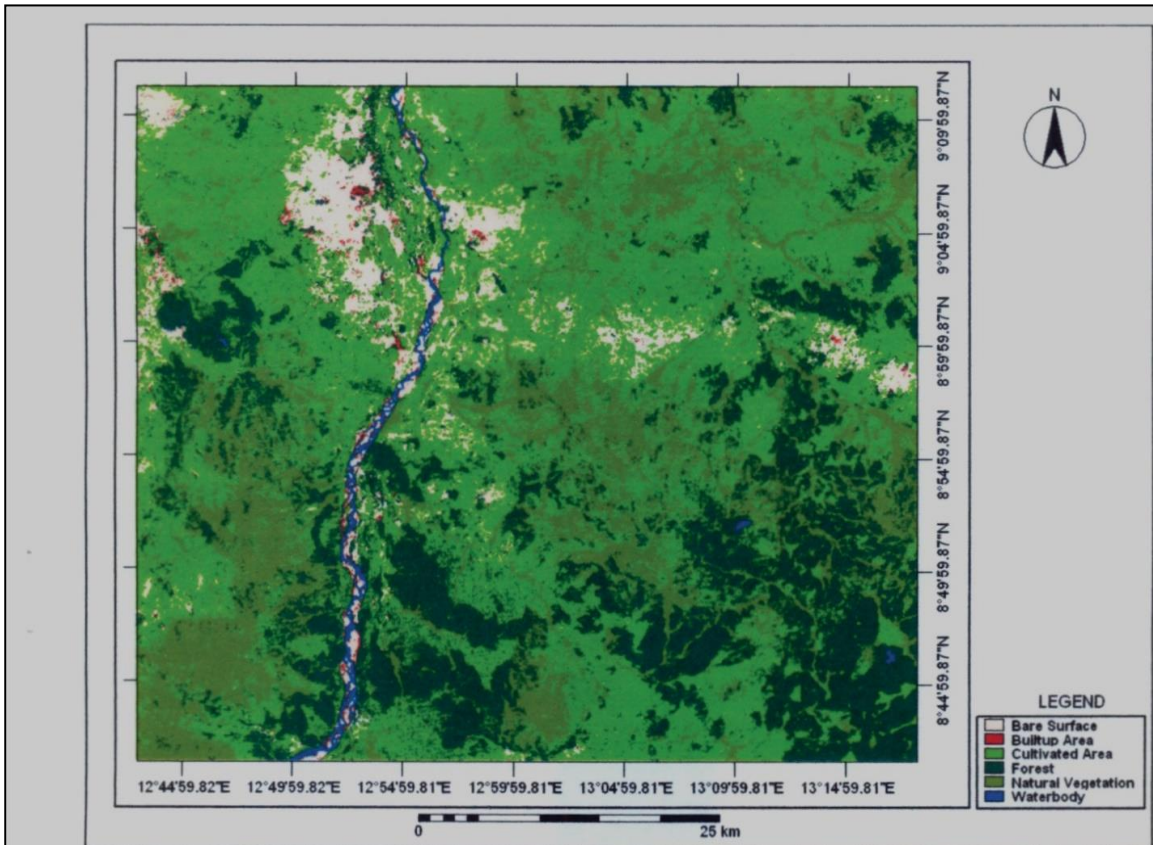 N
9°09'59.87"N
9°04'59.87"N
8°59'59.87"N
8°54'59.87"N
8°49'59.87"N
8°44'59.87"N
12°44'59.82"E 12°49'59.82"E 12°54'59.81"E 12°59'59.81"E 13°04'59.81"E 13°09'59.81"E 13°14'59.81"E
0 25 km
LEGEND
Bare Surface
Builtup Area
Cultivated Area
Forest
Natural Vegetation
Waterbody